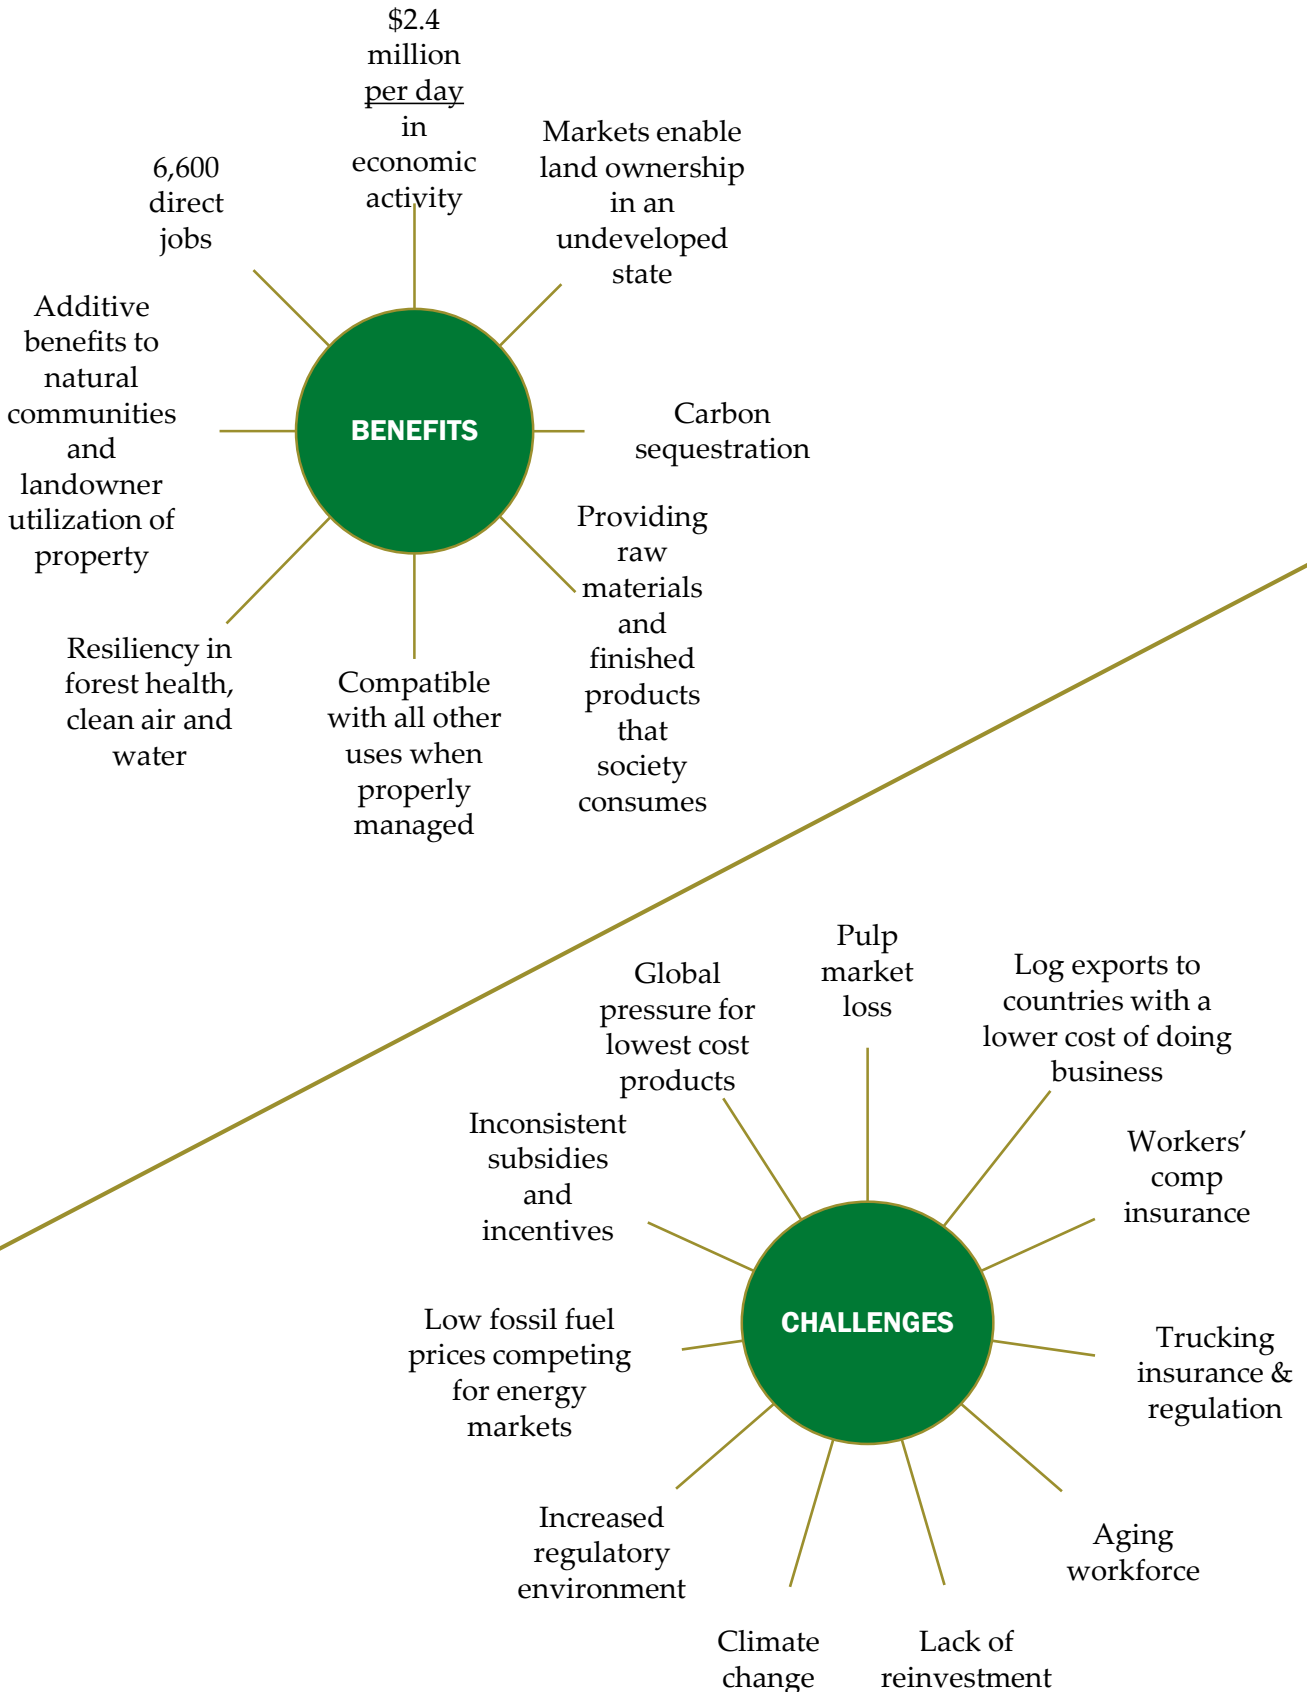 $2.4
million
per day
in
economic
activity
Markets enable
land ownership
in an
undeveloped
state
6,600
direct
jobs
Additive
benefits to
natural
communities
and
landowner
utilization of
property
BENEFITS
Carbon
sequestration
Providing
raw
materials
and
finished
products
that
society
consumes
Resiliency in
forest health,
clean air and
water
Compatible
with all other
uses when
properly
managed
Pulp
market
loss
Global
pressure for
lowest cost
products
Log exports to
countries with a
lower cost of doing
business
Inconsistent
subsidies
and
incentives
Workers’
comp
insurance
Low fossil fuel
prices competing
for energy
markets
CHALLENGES
Trucking
insurance &
regulation
Increased
regulatory
environment
Aging
workforce
Climate
change
Lack of
reinvestment